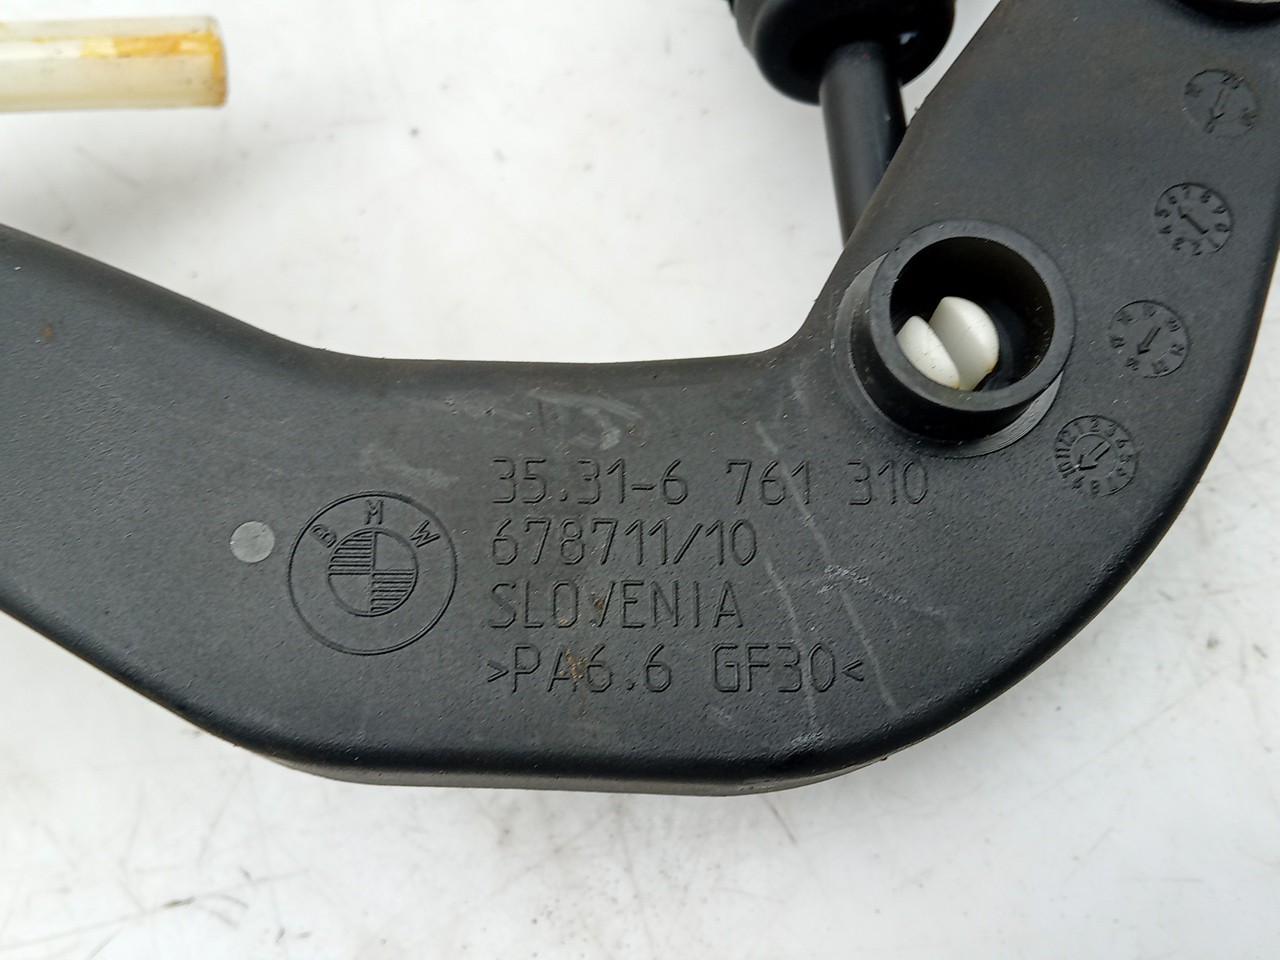 35.31-6 761 310
BMW
678711/10
SLOVENIA
>PA6.6 GF30<